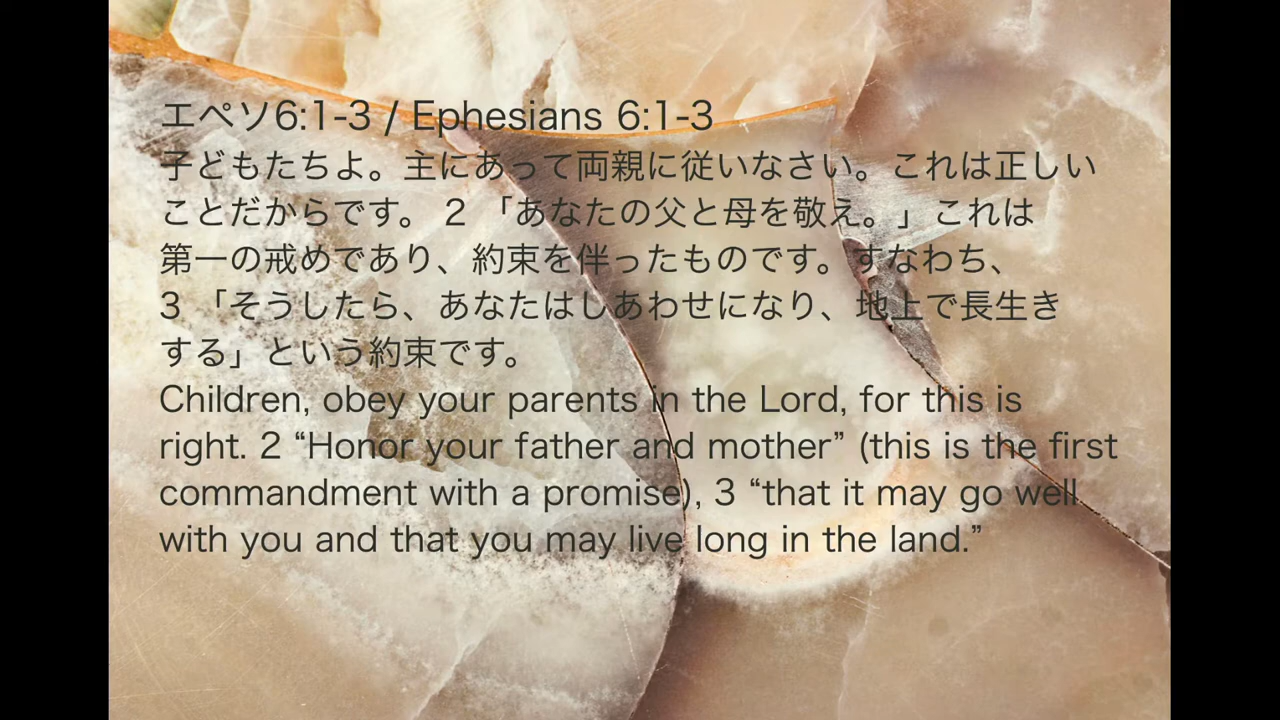 エペソ6:1-3 / Ephesians 6:1-3
子どもたちよ。主にあって両親に従いなさい。これは正しい
ことだからです。 2 「あなたの父と母を敬え。」これは
第一の戒めであり、約束を伴ったものです。すなわち、
3 「そうしたら、あなたはしあわせになり、地上で長生き
する」という約束です。
Children, obey your parents in the Lord, for this is
right. 2 “Honor your father and mother” (this is the first
commandment with a promise), 3 “that it may go well
with you and that you may live long in the land.”